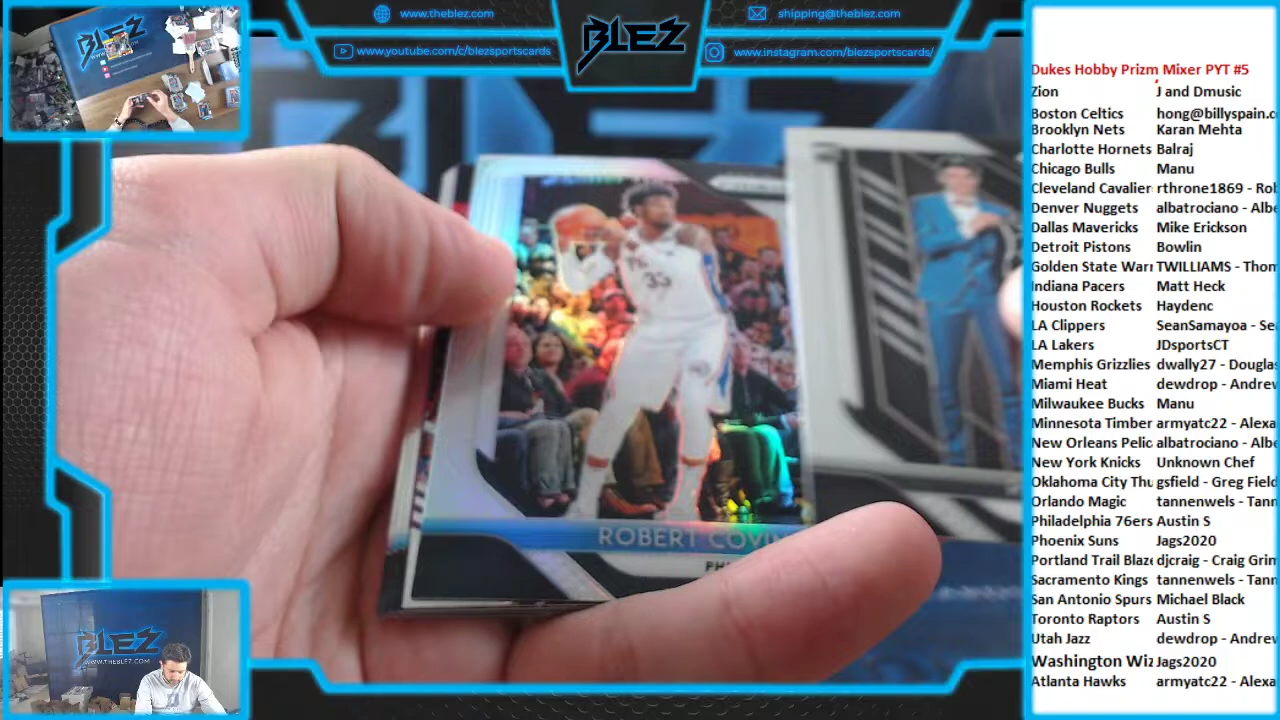 www.theblez.com
shipping@theblez.co
www.youtube.com/c/blezsportscards
BLEZ
www.instagram.com/blezsportscards/
Dukes Hobby Prizm Mixer PYT #5
Zion J and Dmusic
Boston Celtics hong@billyspain.c
Brooklyn Nets Karan Mehta
Charlotte Hornets Balraj
Chicago Bulls Manu
Cleveland Cavalier rthrone1869 - Rol
Denver Nuggets albatrociano - Albe
Dallas Mavericks Mike Erickson
Detroit Pistons Bowlin
Golden State Warr TWILLIAMS - Thon
Indiana Pacers Matt Heck
Houston Rockets Haydenc
LA Clippers SeanSamayoa - Se
LA Lakers JDsportsCT
Memphis Grizzlies dwally27 - Douglas
Miami Heat dewdrop - Andrew
Milwaukee Bucks Manu
Minnesota Timber armyatc22 - Alexa
New Orleans Pelic albatrociano - Albe
New York Knicks Unknown Chef
Oklahoma City Thu gsfield - Greg Field
Orlando Magic tannenwels - Tann
Philadelphia 76ers Austin S
Phoenix Suns Jags2020
Portland Trail Blaze djcraig - Craig Grin
Sacramento Kings tannenwels - Tann
San Antonio Spurs Michael Black
Toronto Raptors Austin S
Utah Jazz dewdrop - Andrew
Washington Wiz Jags2020
Atlanta Hawks armyatc22 - Alexa
33
ROBERT COVIN
PHI
BLEZ
BLEZ
WWW.THEBLEZ.COM